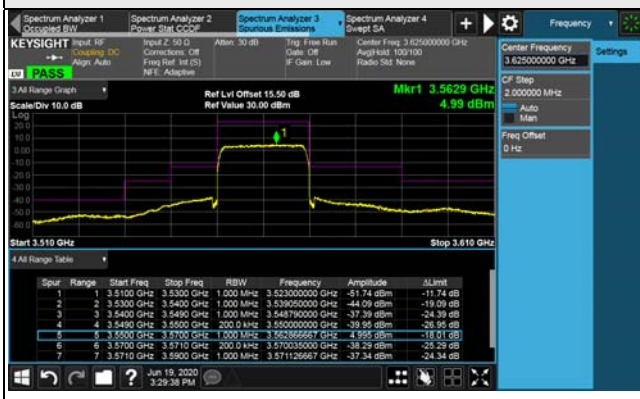 Spectrum Analyzer 1 Spectrum Analyzer 2 Spectrum Analyzer 3 Spectrum Analyzer 4 Frequency
Occupied BW Power Stat CCDF Spurious Emissions Swept SA
KEYSIGHT Input: RF Input Z: 50 Ω Atten: 30 dB Trig: Free Run Center Freq: 3.625000000 GHz
Coupling: DC Corrections: Off Gate: Off Avg|Hold: 100/100
Align: Auto Freq Ref: Int (S) IF Gain: Low Radio Std: None
NFE: Adaptive
LW PASS
3 All Range Graph
Ref Lvl Offset 15.50 dB Mkr1 3.5629 GHz
Scale/Div 10.0 dB Ref Value 30.00 dBm 4.99 dBm
Log
20.0
10.0
0.00
-10.0
-20.0
-30.0
-40.0
-50.0
-60.0
1
Start 3.510 GHz Stop 3.610 GHz
4 All Range Table
Spur Range Start Freq Stop Freq RBW Frequency Amplitude ΔLimit
1 1 3.5100 GHz 3.5300 GHz 1.000 MHz 3.523000000 GHz -51.74 dBm -11.74 dB
2 2 3.5300 GHz 3.5400 GHz 1.000 MHz 3.539050000 GHz -44.09 dBm -19.09 dB
3 3 3.5400 GHz 3.5490 GHz 1.000 MHz 3.548790000 GHz -37.39 dBm -24.39 dB
4 4 3.5490 GHz 3.5500 GHz 200.0 kHz 3.550000000 GHz -39.95 dBm -26.95 dB
5 5 3.5500 GHz 3.5700 GHz 1.000 MHz 3.562866667 GHz 4.995 dBm -18.01 dB
6 6 3.5700 GHz 3.5710 GHz 200.0 kHz 3.570035000 GHz -38.29 dBm -25.29 dB
7 7 3.5710 GHz 3.5900 GHz 1.000 MHz 3.571126667 GHz -37.34 dBm -24.34 dB
Jun 19, 2020
3:29:38 PM
Center Frequency
3.625000000 GHz
Settings
CF Step
2.000000 MHz
Auto
Man
Freq Offset
0 Hz